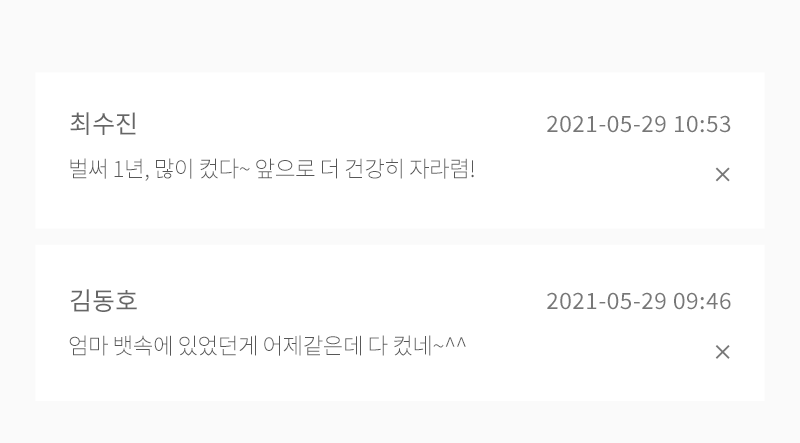 최수진
2021-05-29 10:53
벌써 1년, 많이 컸다~ 앞으로 더 건강히 자라렴!
×
김동호
2021-05-29 09:46
엄마 뱃속에 있었던게 어제같은데 다 컸네~^^
×